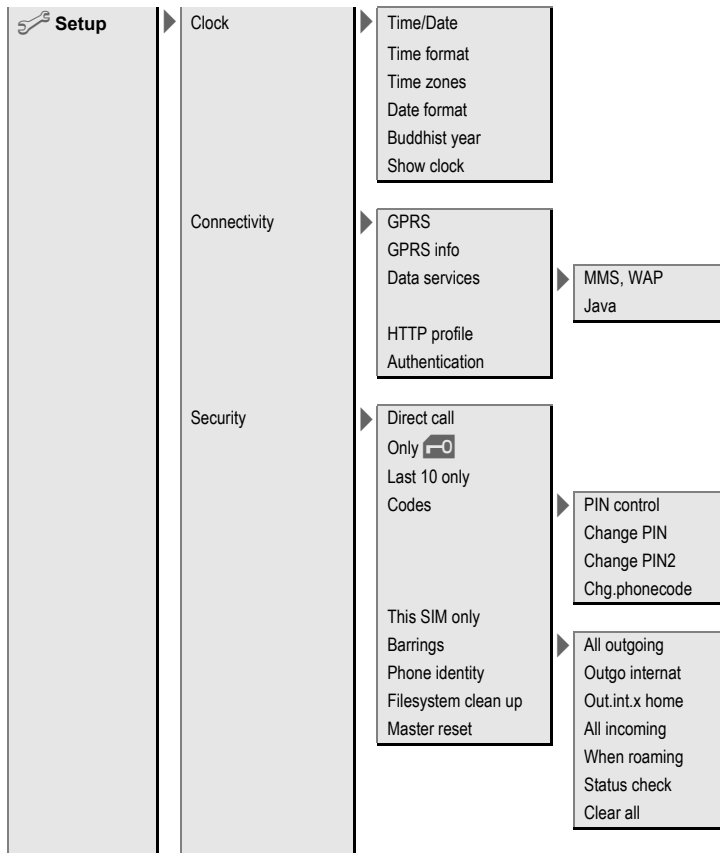 Setup
Clock
Time/Date
Time format
Time zones
Date format
Buddhist year
Show clock
Connectivity
GPRS
GPRS info
Data services
MMS, WAP
Java
HTTP profile
Authentication
Security
Direct call
Only
Last 10 only
Codes
PIN control
Change PIN
Change PIN2
Chg.phonecode
This SIM only
Barrings
All outgoing
Outgo internat
Out.int.x home
All incoming
When roaming
Status check
Clear all
Phone identity
Filesystem clean up
Master reset